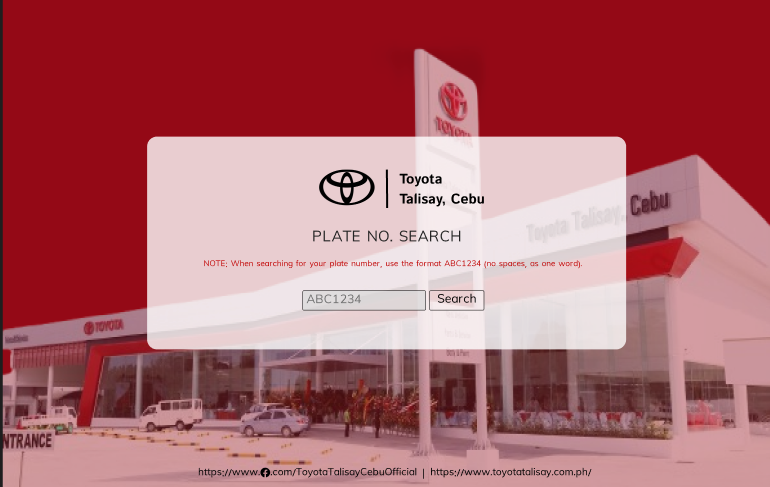 TOYOTA
Toyota
Talisay, Cebu
Toyota Talisay, Cebu
PLATE NO. SEARCH
NOTE: When searching for your plate number, use the format ABC1234 (no spaces, as one word).
ABC1234 Search
TOYOTA
ENTRANCE
https://www..com/ToyotaTalisayCebuOfficial | https://www.toyotatalisay.com.ph/